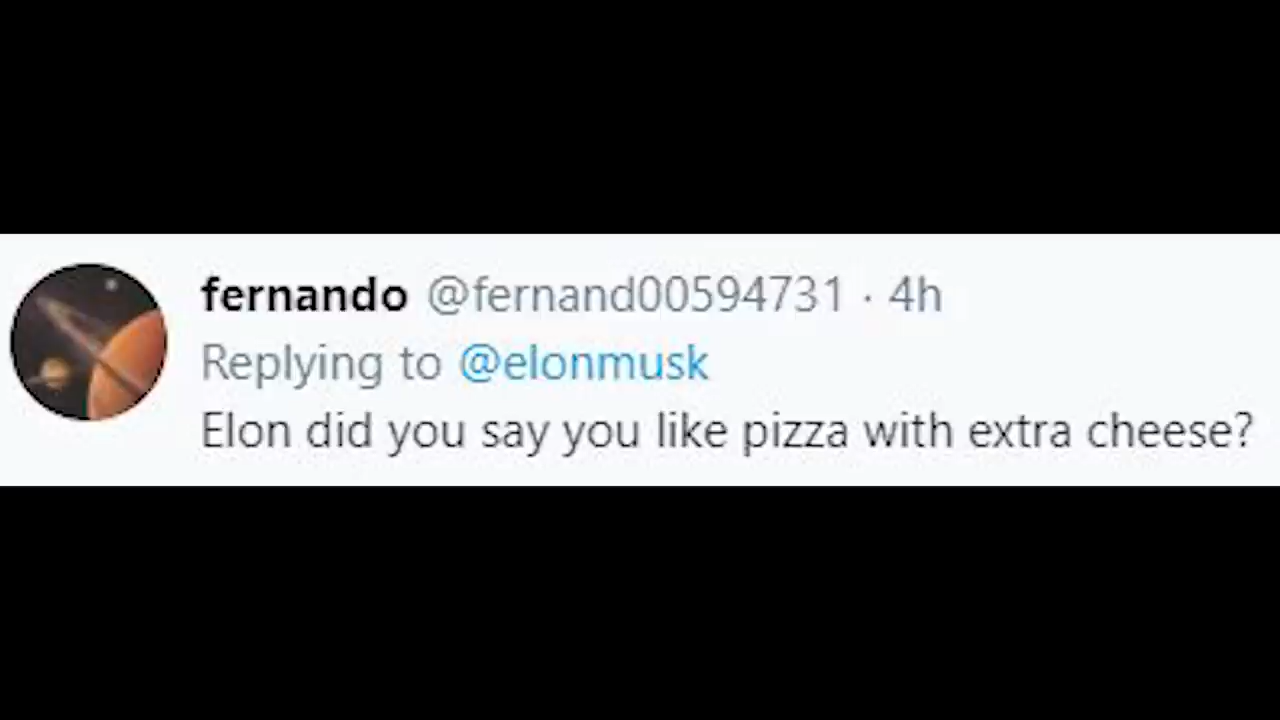 fernando @fernand00594731 · 4h
Replying to @elonmusk
Elon did you say you like pizza with extra cheese?